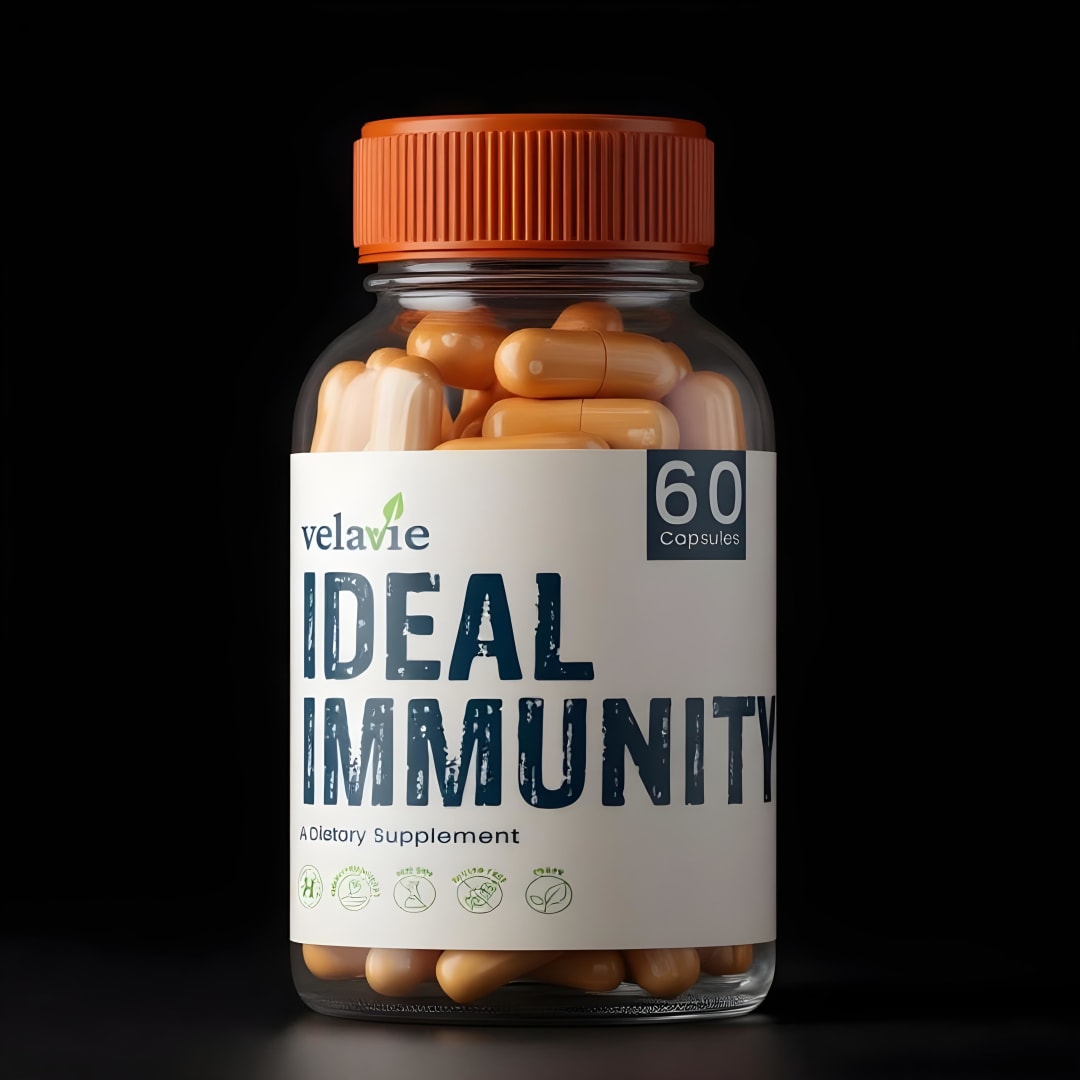 60
Capsules
velavie
IDEAL
IMMUNITY
A Dietory Supplement